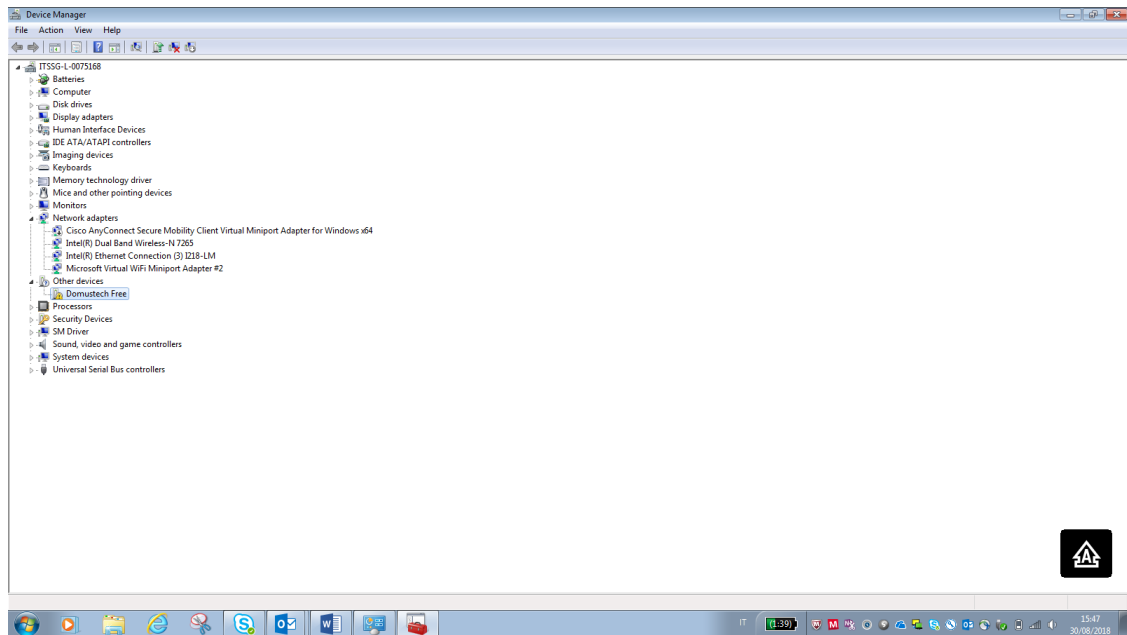 Device Manager
File Action View Help
ITSSG-L-0075168
Batteries
Computer
Disk drives
Display adapters
Human Interface Devices
IDE ATA/ATAPI controllers
Imaging devices
Keyboards
Memory technology driver
Mice and other pointing devices
Monitors
Network adapters
Cisco AnyConnect Secure Mobility Client Virtual Miniport Adapter for Windows x64
Intel(R) Dual Band Wireless-N 7265
Intel(R) Ethernet Connection (3) I218-LM
Microsoft Virtual WiFi Miniport Adapter #2
Other devices
Domustech Free
Processors
Security Devices
SM Driver
Sound, video and game controllers
System devices
Universal Serial Bus controllers
A
IT (1:39) 15:47
30/08/2018